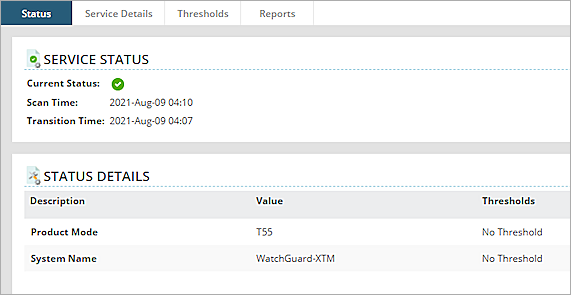 Status Service Details Thresholds Reports
SERVICE STATUS
Current Status:
Scan Time: 2021-Aug-09 04:10
Transition Time: 2021-Aug-09 04:07
STATUS DETAILS
Description Value Thresholds
Product Mode T55 No Threshold
System Name WatchGuard-XTM No Threshold